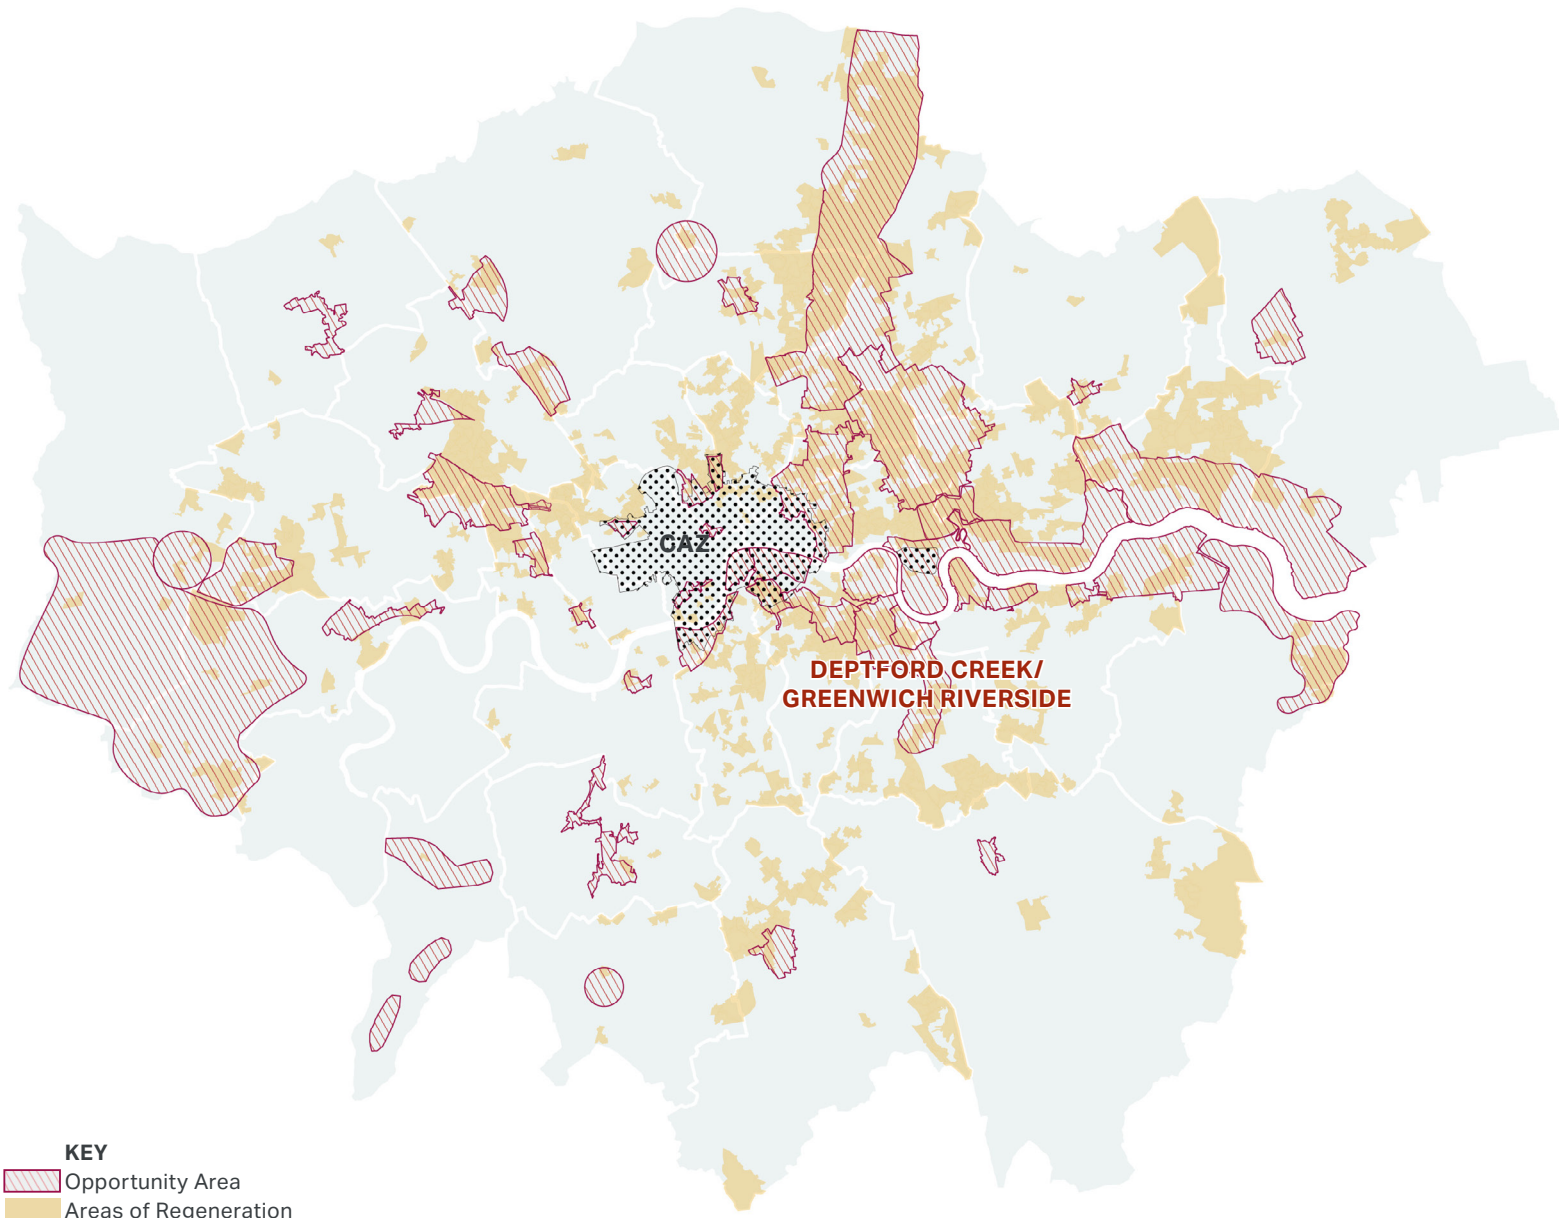 CAZ
DEPTFORD CREEK/
GREENWICH RIVERSIDE
KEY
Opportunity Area
Areas of Regeneration